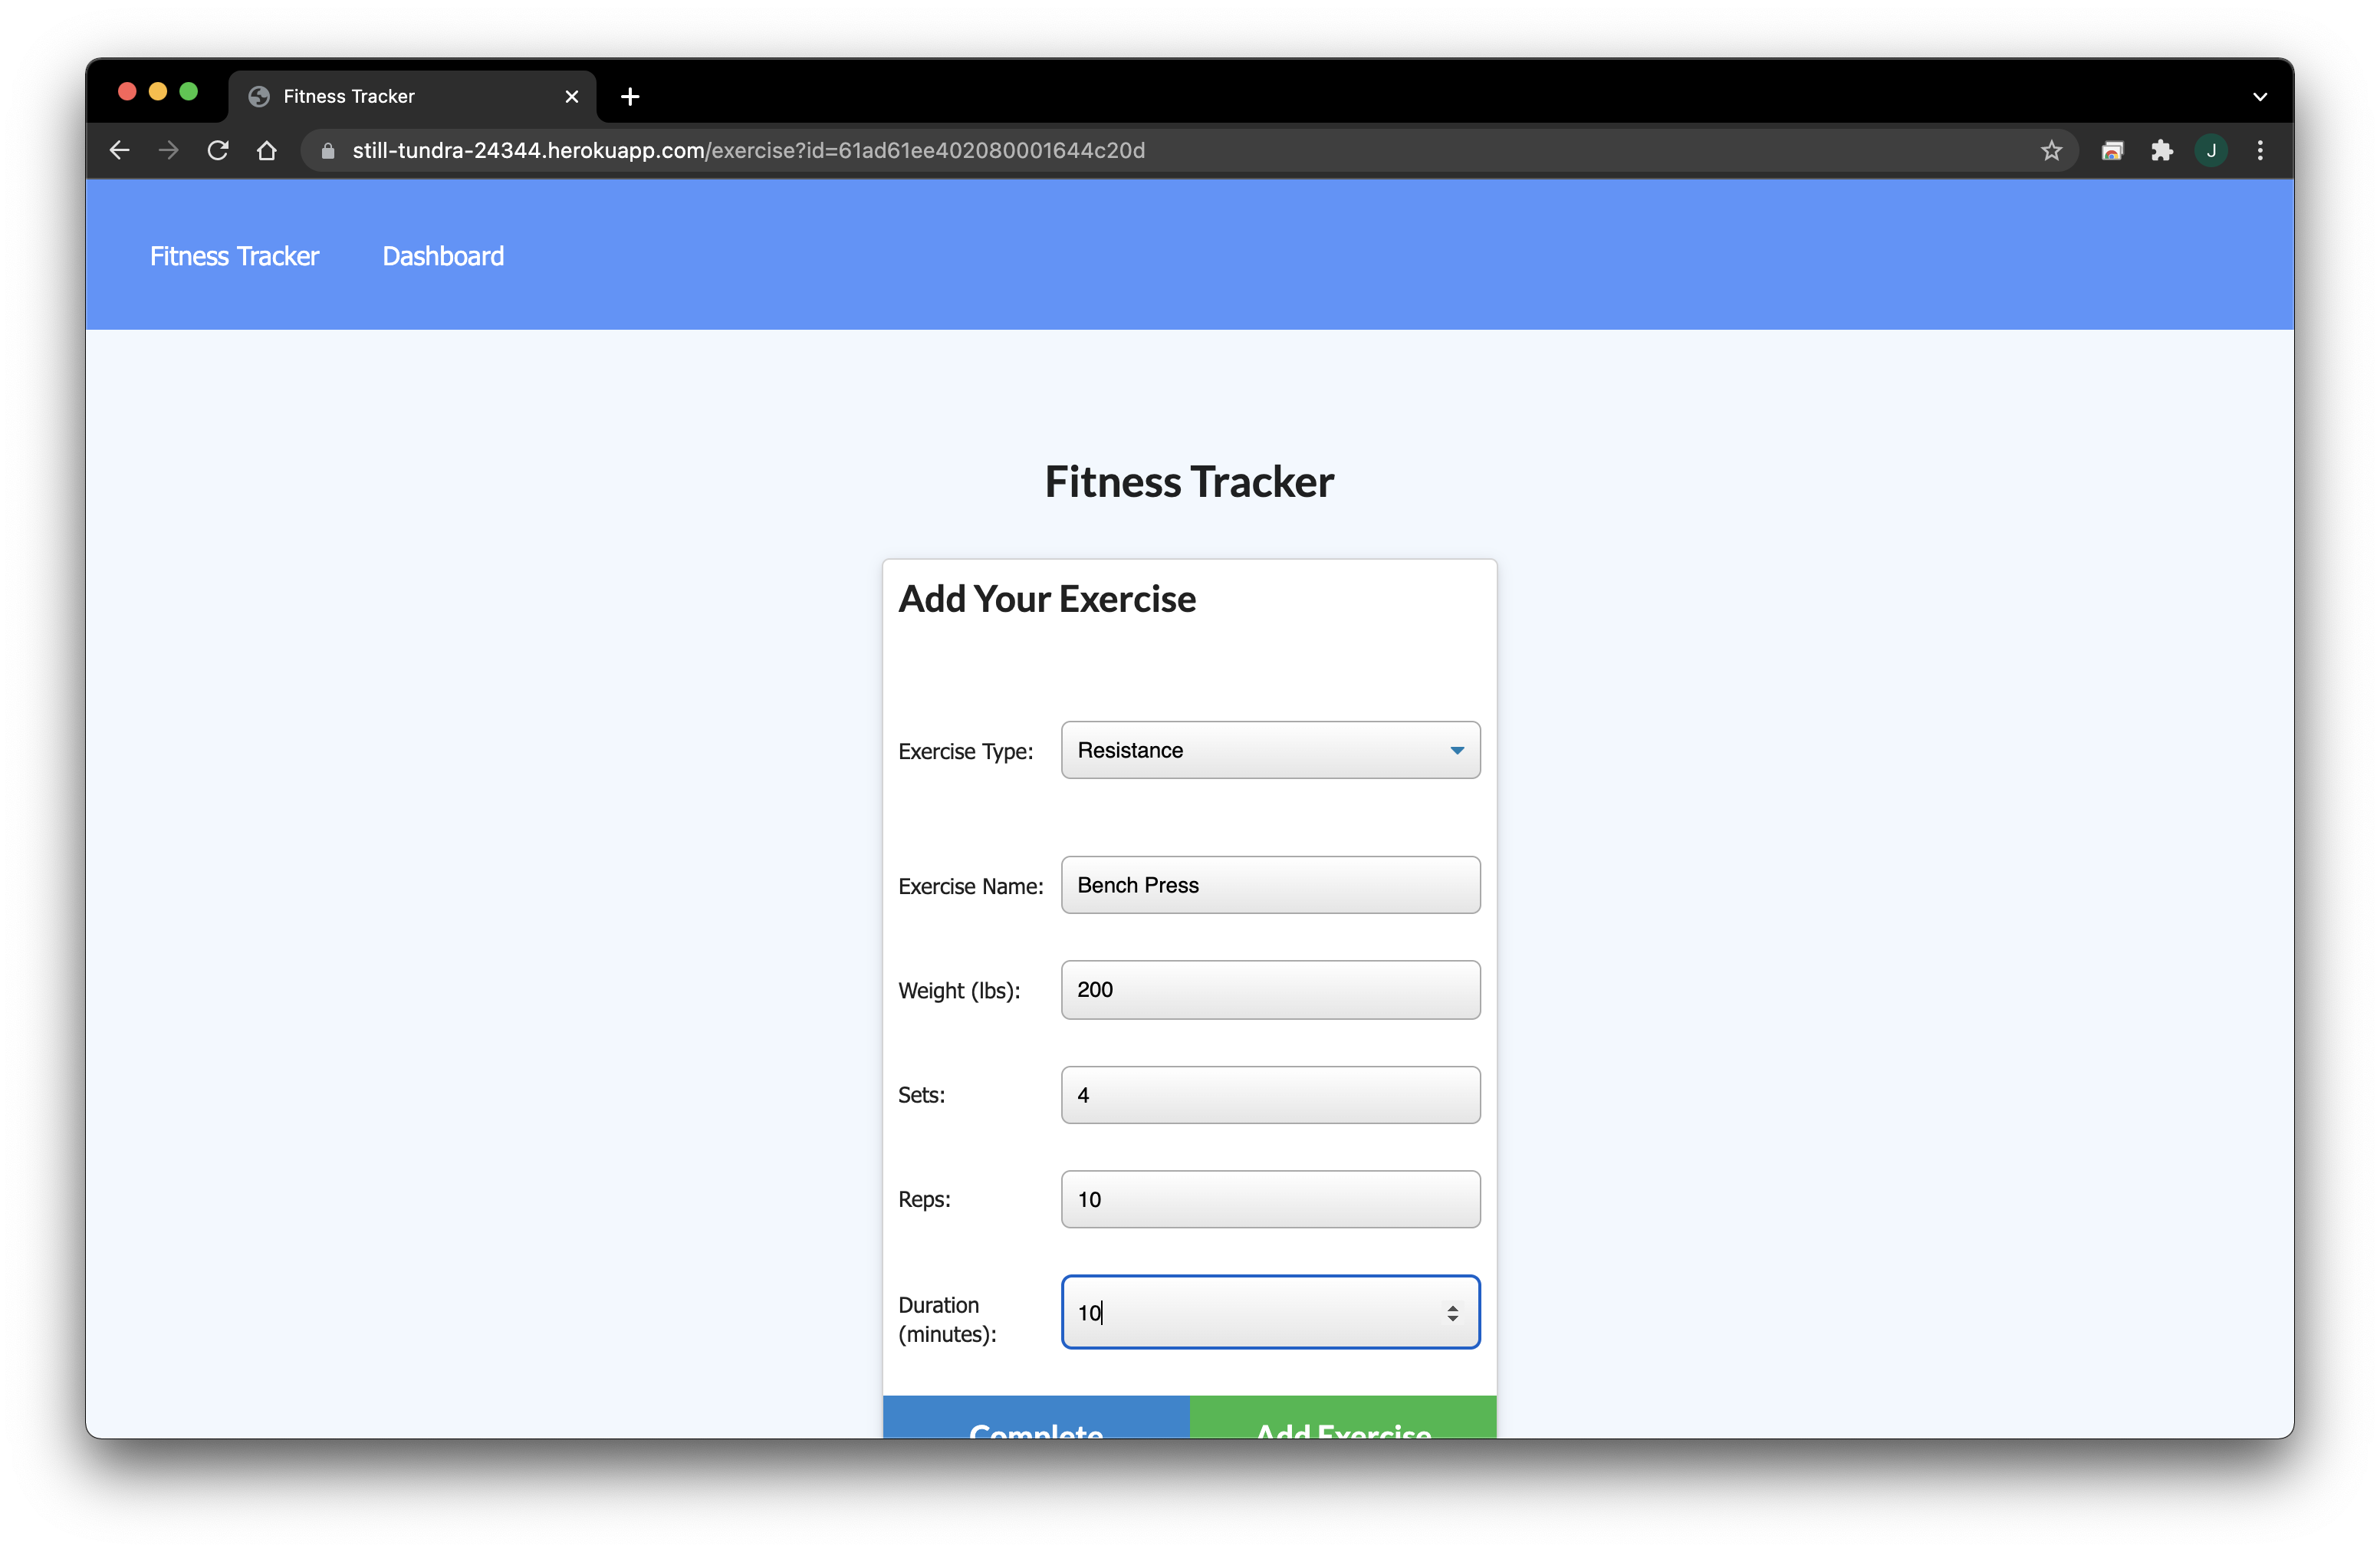 Fitness Tracker
still-tundra-24344.herokuapp.com/exercise?id=61ad61ee402080001644c20d
J
Fitness Tracker Dashboard
Fitness Tracker
Add Your Exercise
Exercise Type: Resistance
Exercise Name: Bench Press
Weight (lbs): 200
Sets: 4
Reps: 10
Duration (minutes): 10
Complete Add Exercise